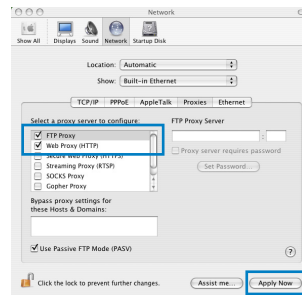 Network
Show All Displays Sound Network Startup Disk
Location: Automatic
Show: Built-in Ethernet
TCP/IP PPPoE AppleTalk Proxies Ethernet
Select a proxy server to configure: FTP Proxy Server
FTP Proxy
:
Web Proxy (HTTP)
Secure Web Proxy (HTTPS)
Proxy server requires password
Streaming Proxy (RTSP)
Set Password...
SOCKS Proxy
Gopher Proxy
Bypass proxy settings for
these Hosts & Domains:
Use Passive FTP Mode (PASV)
?
Click the lock to prevent further changes. Assist me... Apply Now